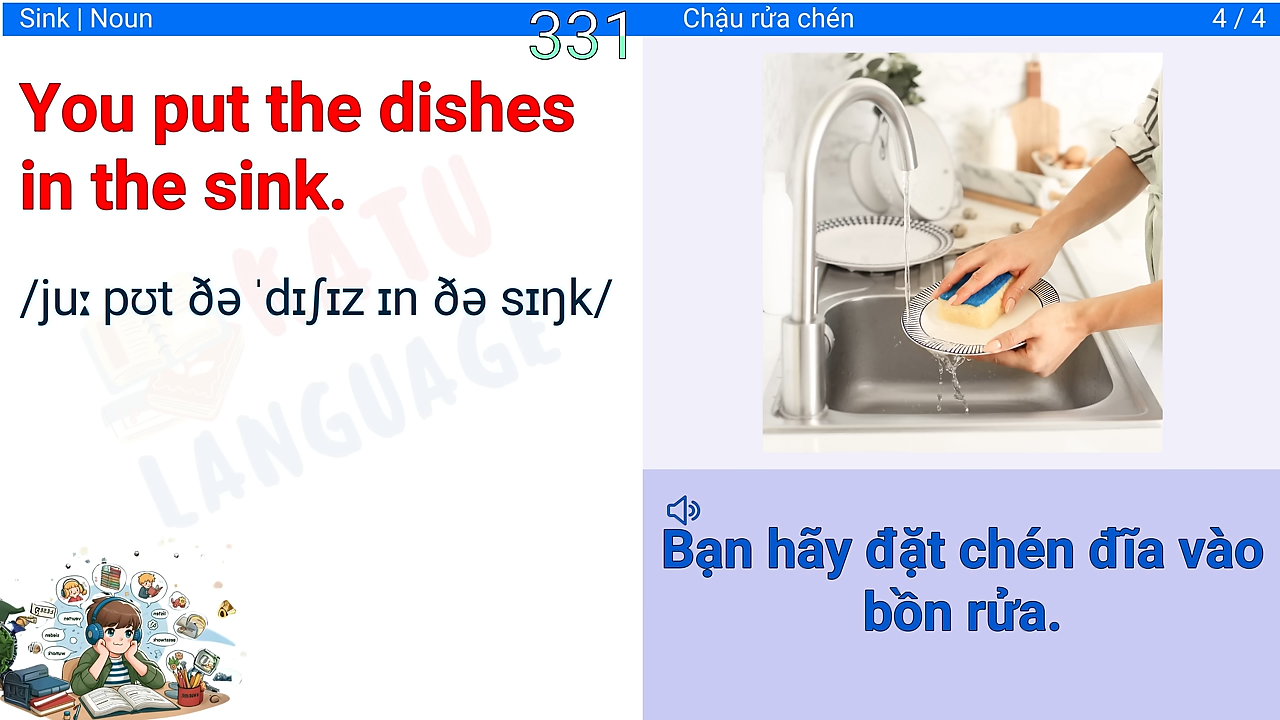 Sink | Noun
331
Chậu rửa chén
4 / 4
You put the dishes
in the sink.
/juː pʊt ðə ˈdɪʃɪz ɪn ðə sɪŋk/
KATU
LANGUAGE
Bạn hãy đặt chén đĩa vào
bồn rửa.